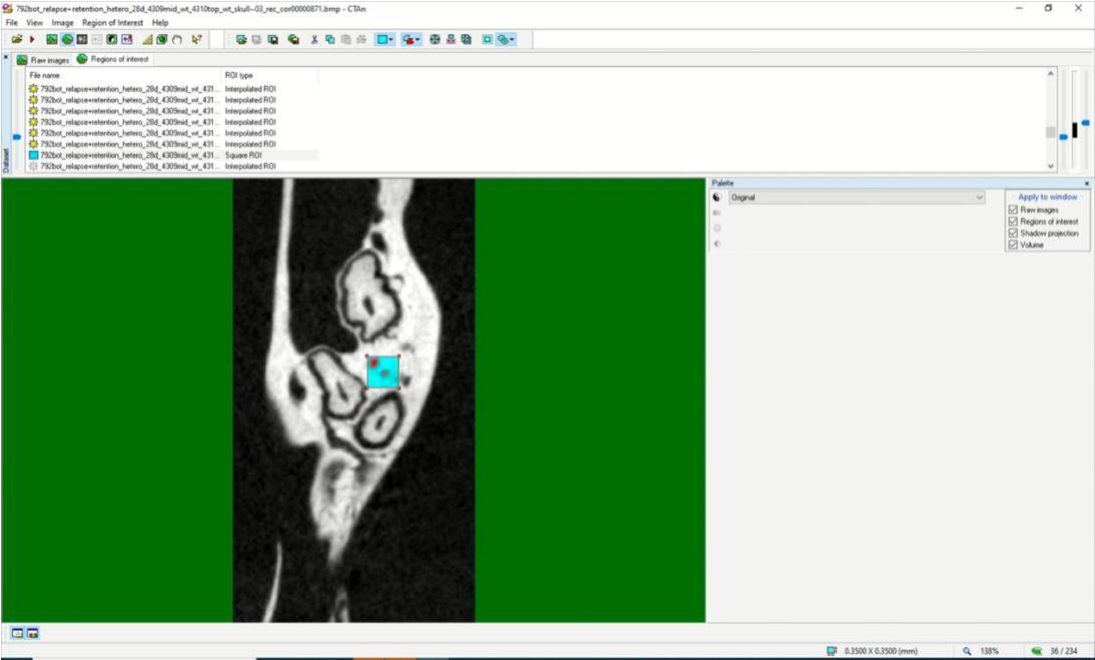 792bot_relapse+retention_hetero_28d_4309mid_wt_4310top_wt_skull--03_rec_cor00000871.bmp - CTAn
File View Image Region of Interest Help
Raw images Regions of interest
File name ROI type
792bot_relapse+retention_hetero_28d_4309mid_wt_431... Interpolated ROI
792bot_relapse+retention_hetero_28d_4309mid_wt_431... Interpolated ROI
792bot_relapse+retention_hetero_28d_4309mid_wt_431... Interpolated ROI
792bot_relapse+retention_hetero_28d_4309mid_wt_431... Interpolated ROI
792bot_relapse+retention_hetero_28d_4309mid_wt_431... Interpolated ROI
792bot_relapse+retention_hetero_28d_4309mid_wt_431... Interpolated ROI
792bot_relapse+retention_hetero_28d_4309mid_wt_431... Square ROI
792bot_relapse+retention_hetero_28d_4309mid_wt_431... Interpolated ROI
Dataset
Palette
Original
Apply to window
Raw images
Regions of interest
Shadow projection
Volume
0.3500 X 0.3500 (mm) 138% 36 / 234